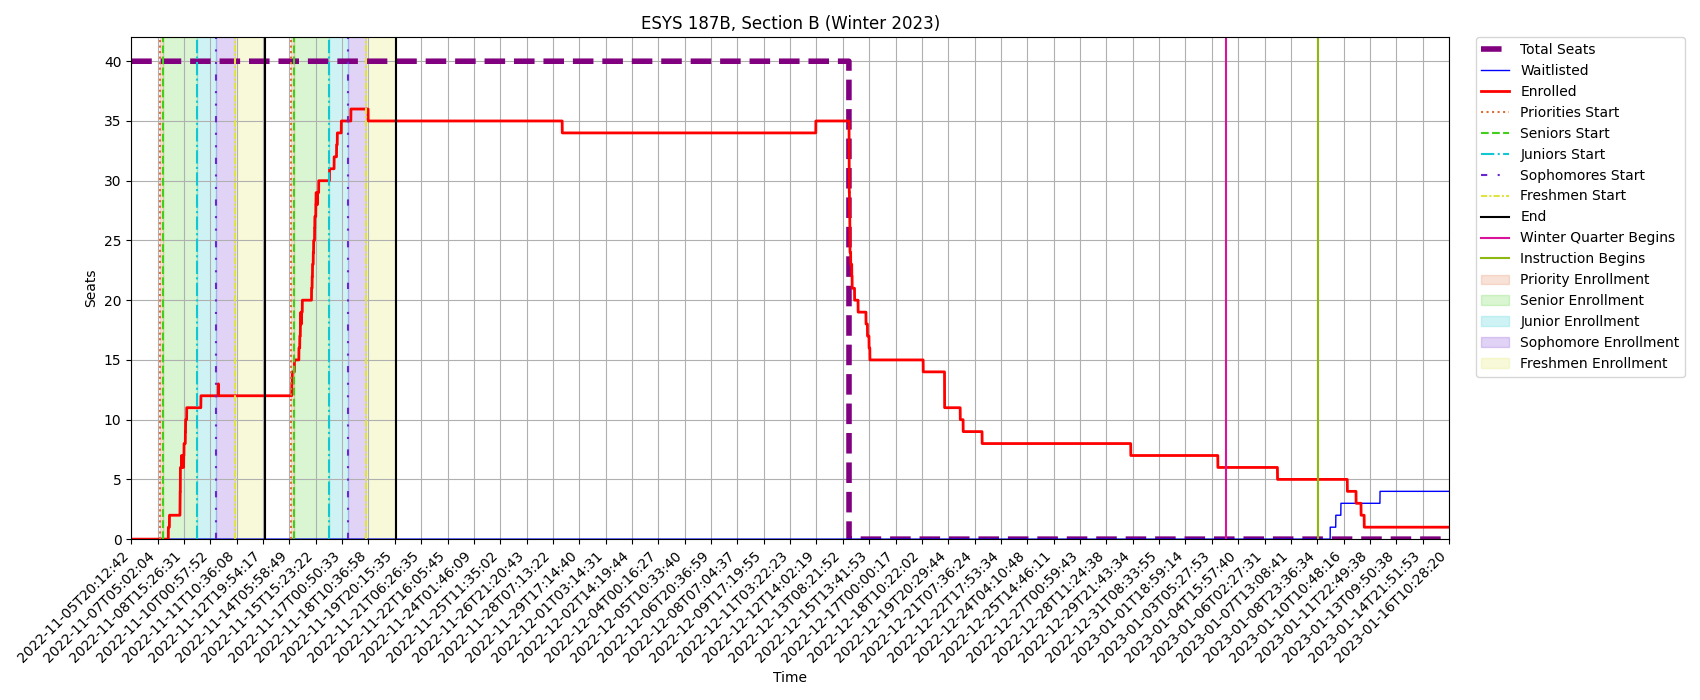 ESYS 187B, Section B (Winter 2023)
Seats
40
35
30
25
20
15
10
5
0
2022-11-05T20:12:42
2022-11-07T05:02:04
2022-11-08T15:26:31
2022-11-10T00:57:52
2022-11-11T10:36:08
2022-11-12T19:54:17
2022-11-14T05:58:49
2022-11-15T15:23:22
2022-11-17T00:50:33
2022-11-18T10:36:58
2022-11-19T20:15:35
2022-11-21T06:26:35
2022-11-22T16:05:45
2022-11-25T01:46:09
2022-11-25T11:35:02
2022-11-26T21:20:43
2022-11-28T07:13:22
2022-11-29T17:14:40
2022-12-01T03:14:31
2022-12-02T14:19:44
2022-12-04T00:16:27
2022-12-05T10:33:40
2022-12-06T20:36:59
2022-12-08T07:04:37
2022-12-09T17:19:55
2022-12-11T03:22:23
2022-12-12T14:02:19
2022-12-13T08:21:52
2022-12-15T13:41:53
2022-12-17T00:00:17
2022-12-18T10:22:02
2022-12-19T20:29:44
2022-12-21T07:36:24
2022-12-22T17:53:34
2022-12-24T04:10:48
2022-12-25T14:46:11
2022-12-27T00:59:43
2022-12-28T11:24:38
2022-12-29T21:43:34
2022-12-31T08:33:55
2023-01-01T18:59:14
2023-01-03T05:27:53
2023-01-04T15:57:40
2023-01-06T02:27:31
2023-01-07T13:08:41
2023-01-08T23:36:34
2023-01-10T10:48:16
2023-01-11T22:49:38
2023-01-13T09:50:38
2023-01-14T21:51:53
2023-01-16T10:28:20
Time
Total Seats
Waitlisted
Enrolled
Priorities Start
Seniors Start
Juniors Start
Sophomores Start
Freshmen Start
End
Winter Quarter Begins
Instruction Begins
Priority Enrollment
Senior Enrollment
Junior Enrollment
Sophomore Enrollment
Freshmen Enrollment